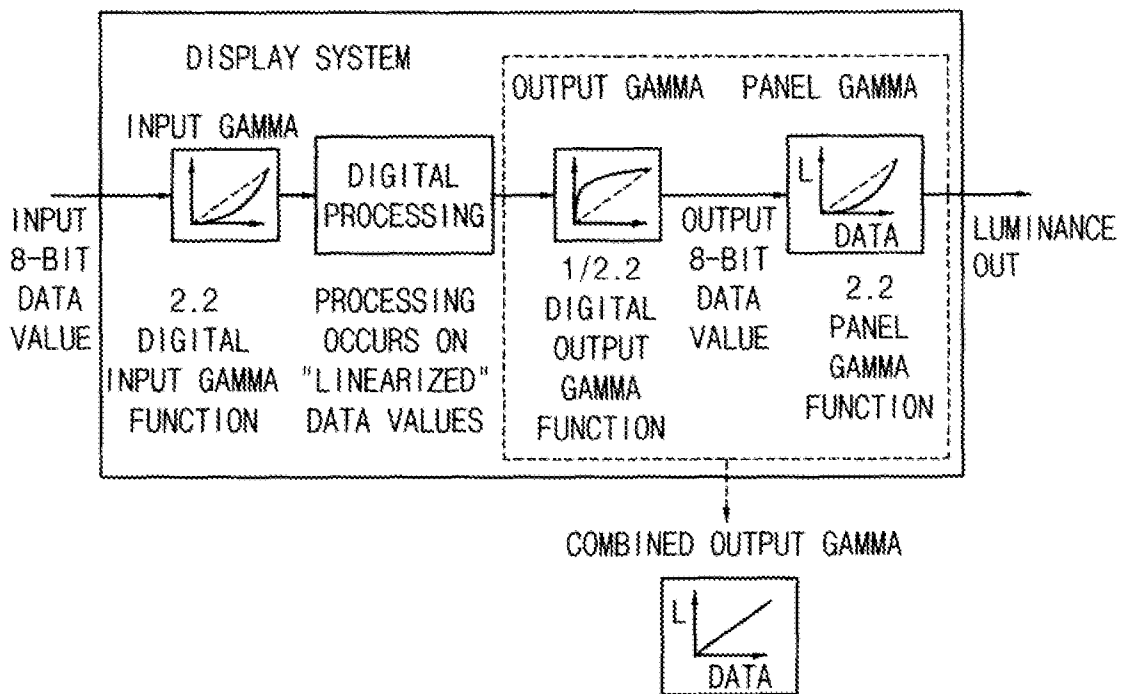 DISPLAY SYSTEM
OUTPUT GAMMA
PANEL GAMMA
INPUT GAMMA
DIGITAL
PROCESSING
L
DATA
INPUT
8-BIT
DATA
VALUE
2.2
DIGITAL
INPUT GAMMA
FUNCTION
PROCESSING
OCCURS ON
"LINEARIZED"
DATA VALUES
1/2.2
DIGITAL
OUTPUT
GAMMA
FUNCTION
OUTPUT
8-BIT
DATA
VALUE
2.2
PANEL
GAMMA
FUNCTION
LUMINANCE
OUT
COMBINED OUTPUT GAMMA
L
DATA